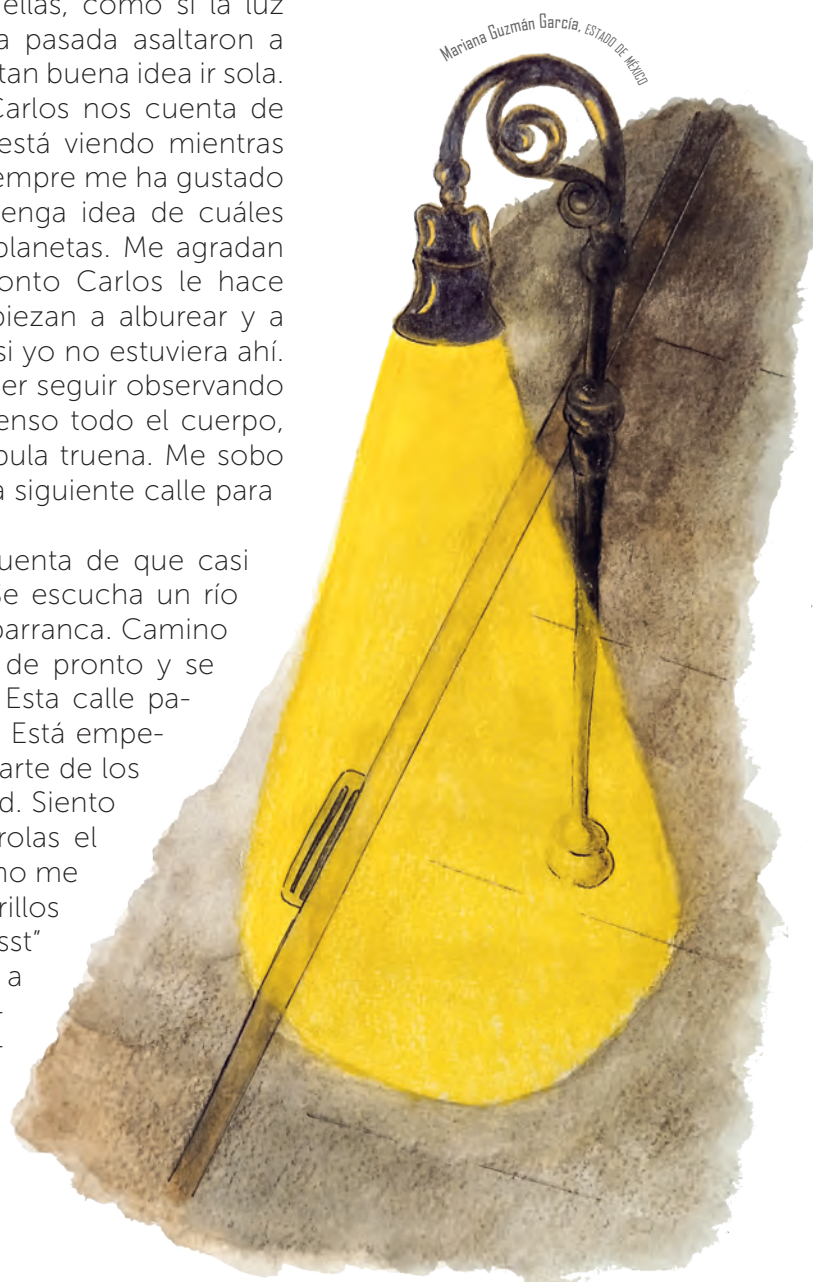 Mariana Guzmán García, ESTADO DE MÉXICO
ellas, como si la luz
a pasada asaltaron a
tan buena idea ir sola.
Carlos nos cuenta de
está viendo mientras
empre me ha gustado
enga idea de cuáles
planetas. Me agradan
onto Carlos le hace
piezan a alburear y a
si yo no estuviera ahí.
er seguir observando
enso todo el cuerpo,
bula truena. Me sobo
a siguiente calle para
uenta de que casi
Se escucha un río
barranca. Camino
de pronto y se
Esta calle pa-
Está empe-
arte de los
d. Siento
rolas el
no me
rillos
sst”
a
-
-